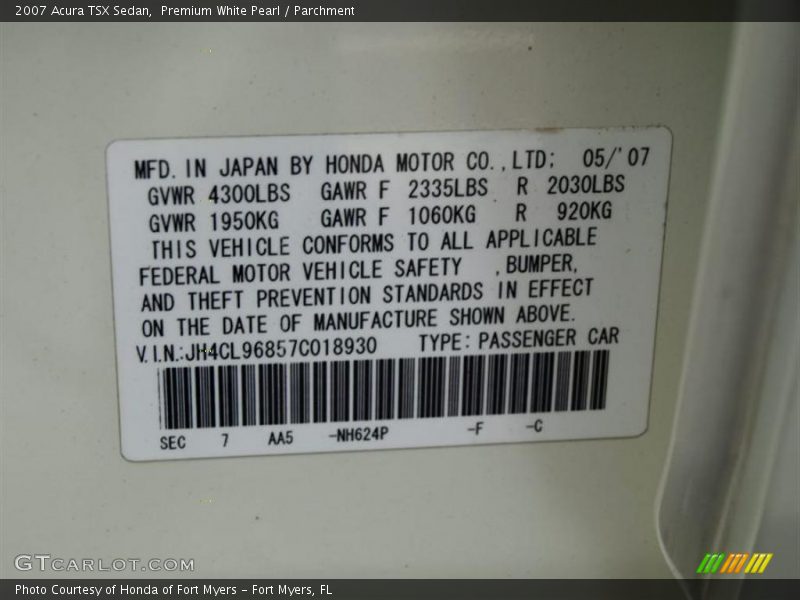 2007 Acura TSX Sedan,  Premium White Pearl / Parchment
MFD. IN JAPAN BY HONDA MOTOR CO.,LTD: 05/'07
GVWR 4300LBS GAWR F 2335LBS R 2030LBS
GVWR 1950KG GAWR F 1060KG R 920KG
THIS VEHICLE CONFORMS TO ALL APPLICABLE
FEDERAL MOTOR VEHICLE SAFETY ,BUMPER,
AND THEFT PREVENTION STANDARDS IN EFFECT
ON THE DATE OF MANUFACTURE SHOWN ABOVE.
V.I.N.:JH4CL96857C018930 TYPE: PASSENGER CAR
SEC 7 AA5 -NH624P -F -C
GTCARLOT.COM
Photo Courtesy of Honda of Fort Myers - Fort Myers, FL